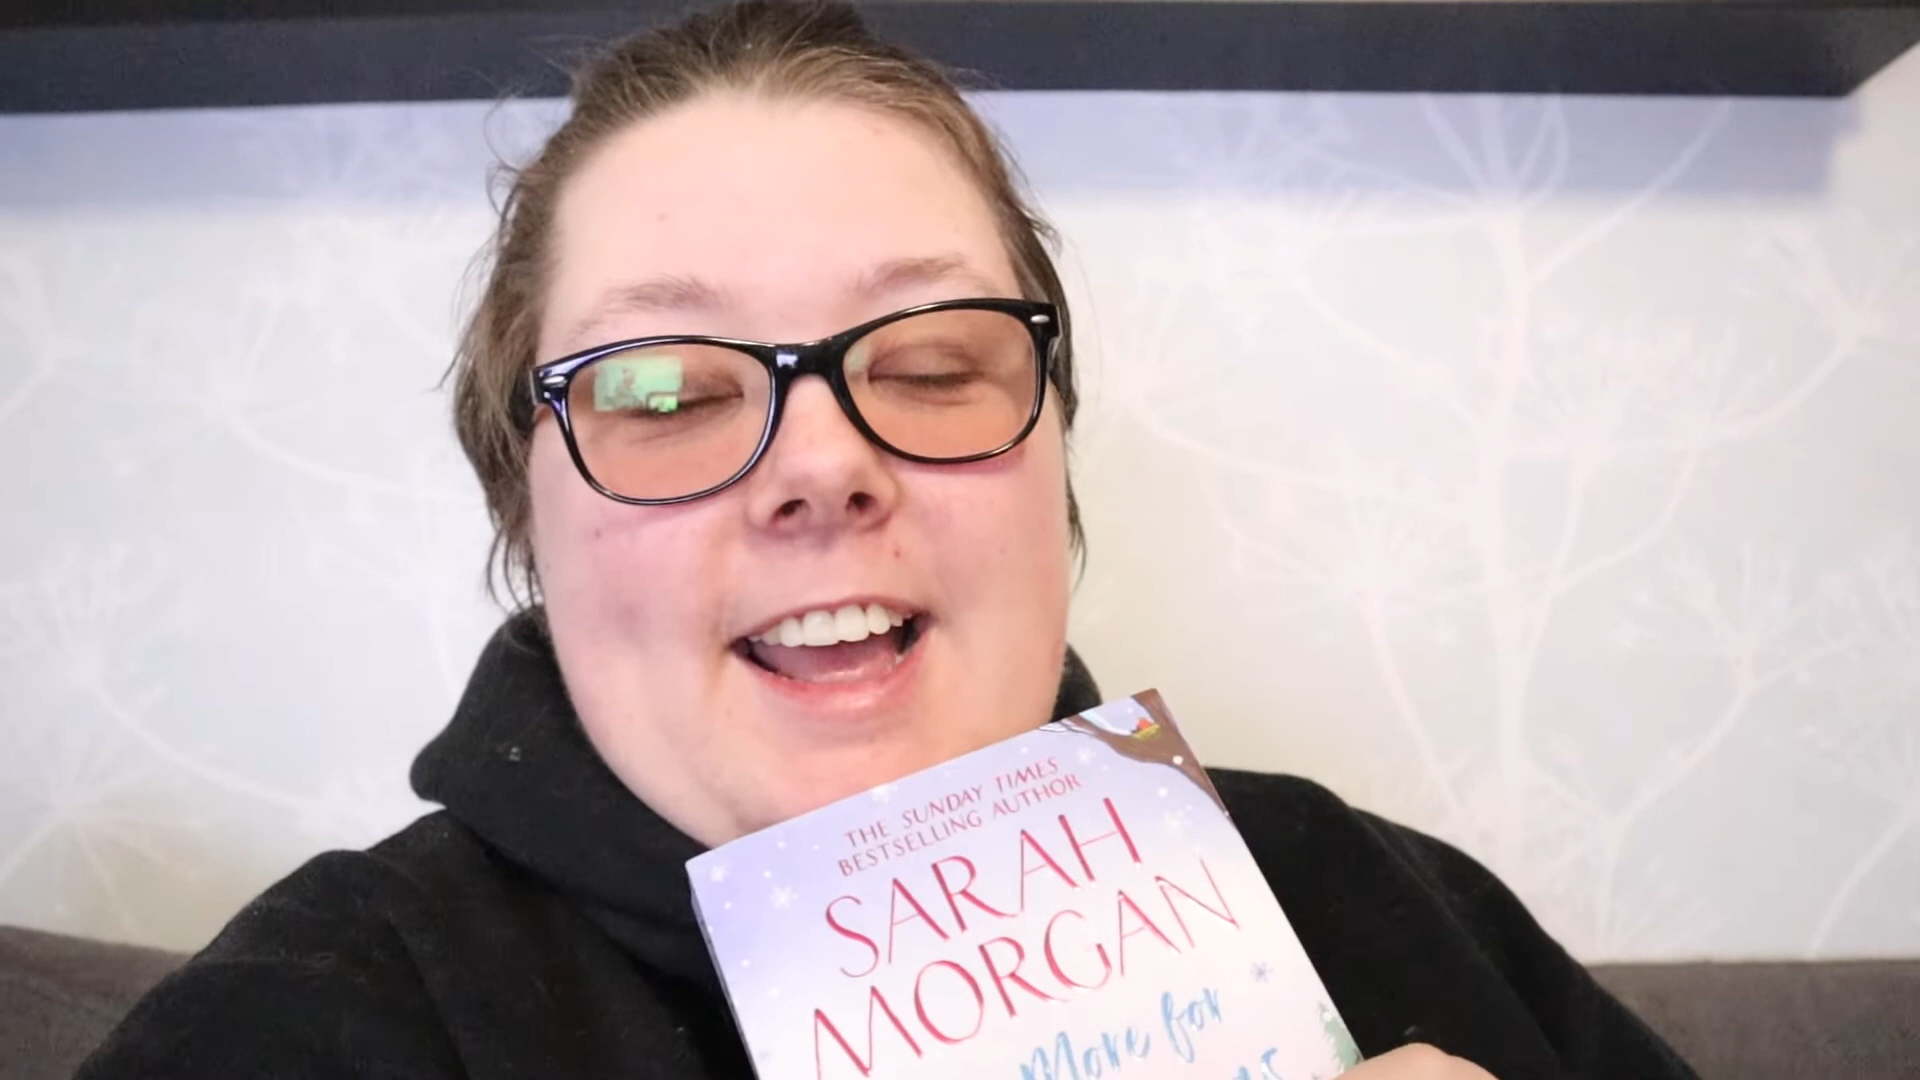 THE SUNDAY TIMES
BESTSELLING AUTHOR
SARAH
MORGAN
More for